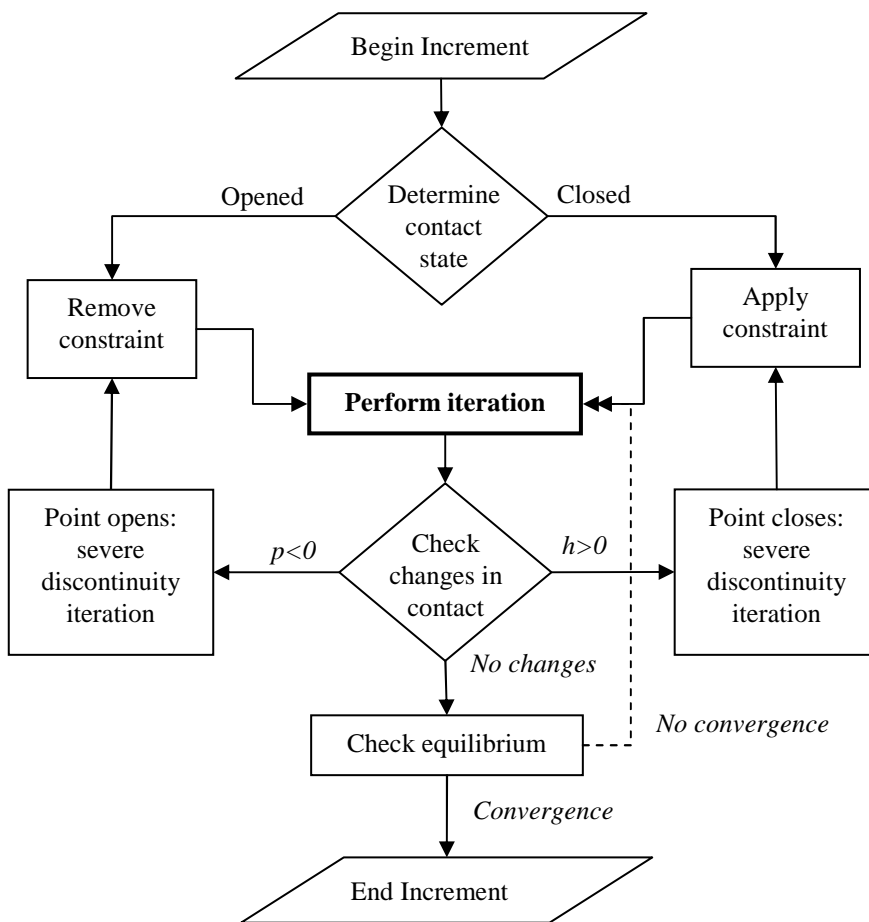 Begin Increment
Opened
Determine
contact
state
Closed
Remove
constraint
Apply
constraint
Perform iteration
Point opens:
severe
discontinuity
iteration
p<0
Check
changes in
contact
h>0
Point closes:
severe
discontinuity
iteration
No changes
Check equilibrium
No convergence
Convergence
End Increment